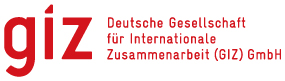 giz
Deutsche Gesellschaft
für Internationale
Zusammenarbeit (GIZ) GmbH